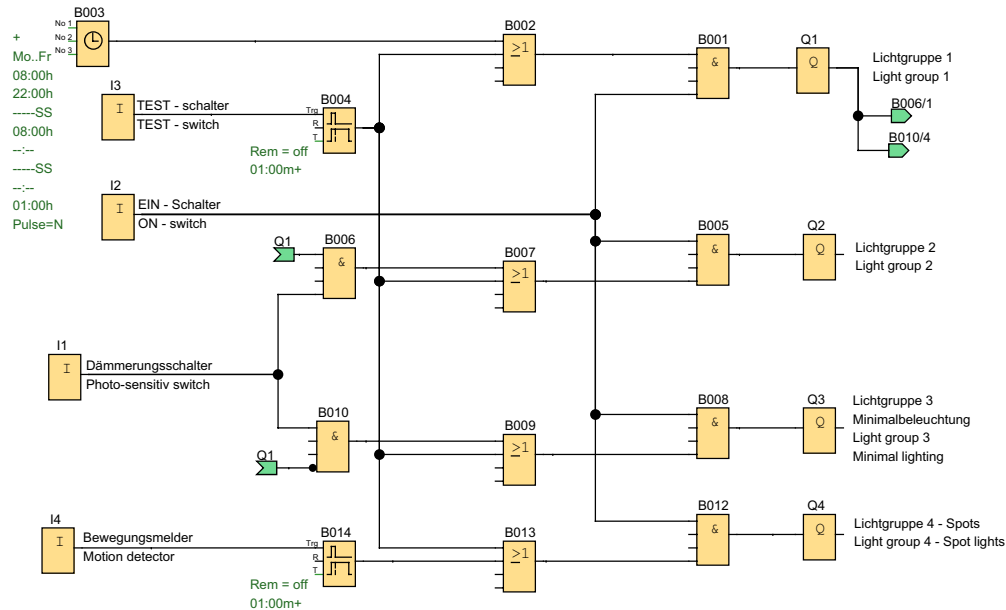 B003
No 1
No 2
No 3
+
Mo..Fr
08:00h
22:00h
-----SS
08:00h
--:--
-----SS
--:--
01:00h
Pulse=N
B002
≥1
B001
&
Q1
Q
Lichtgruppe 1
Light group 1
B006/1
B010/4
I3
I
TEST - schalter
TEST - switch
B004
Trg
R
T
Rem = off
01:00m+
I2
I
EIN - Schalter
ON - switch
Q1
B006
&
B007
≥1
B005
&
Q2
Q
Lichtgruppe 2
Light group 2
I1
I
Dämmerungsschalter
Photo-sensitiv switch
B010
&
Q1
B009
≥1
B008
&
Q3
Q
Lichtgruppe 3
Minimalbeleuchtung
Light group 3
Minimal lighting
I4
I
Bewegungsmelder
Motion detector
B014
Trg
R
T
Rem = off
01:00m+
B013
≥1
B012
&
Q4
Q
Lichtgruppe 4 - Spots
Light group 4 - Spot lights